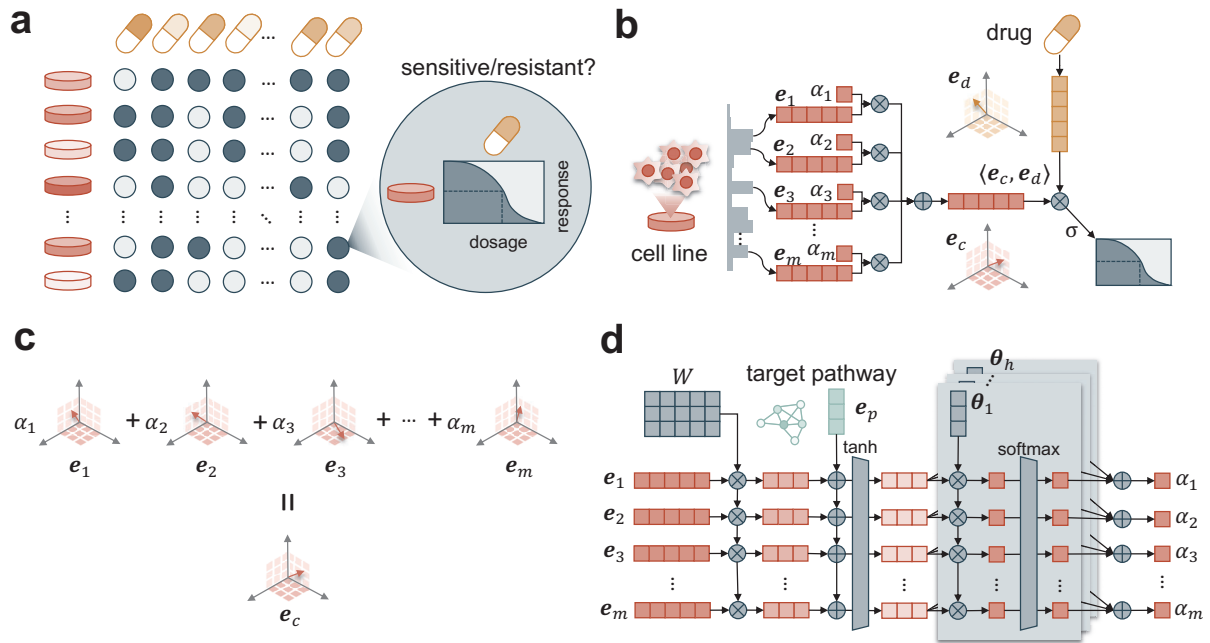 a
...
sensitive/resistant?
response
dosage
...
...
...
...
...
...
...
b
drug
e_d
e_1 α_1
e_2 α_2
e_3 α_3
...
e_m α_m
cell line
⟨e_c, e_d⟩
e_c
σ
c
α_1 + α_2 + α_3 + ... + α_m
e_1 e_2 e_3 e_m
=
e_c
d
W
target pathway
e_p
tanh
θ_h
θ_1
softmax
e_1 α_1
e_2 α_2
e_3 α_3
...
e_m α_m